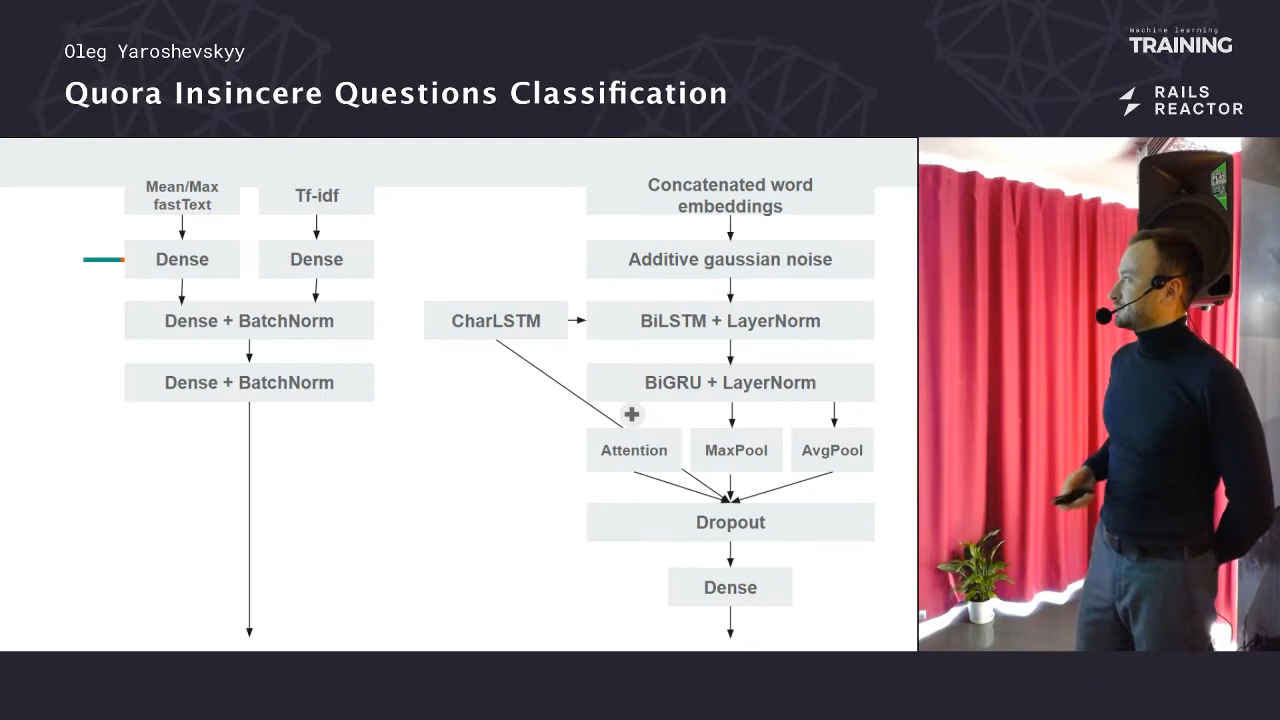 Oleg Yaroshevskyy
Quora Insincere Questions Classification
machine learning
TRAINING
RAILS
REACTOR
Mean/Max
fastText
Tf-idf
Concatenated word
embeddings
Dense
Dense
Additive gaussian noise
Dense + BatchNorm
CharLSTM
BiLSTM + LayerNorm
Dense + BatchNorm
BiGRU + LayerNorm
Attention
MaxPool
AvgPool
Dropout
Dense